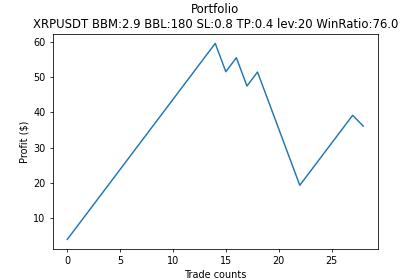 Portfolio
XRPUSDT BBM:2.9 BBL:180 SL:0.8 TP:0.4 lev:20 WinRatio:76.0
60
50
40
30
20
10
Profit ($)
0 5 10 15 20 25
Trade counts